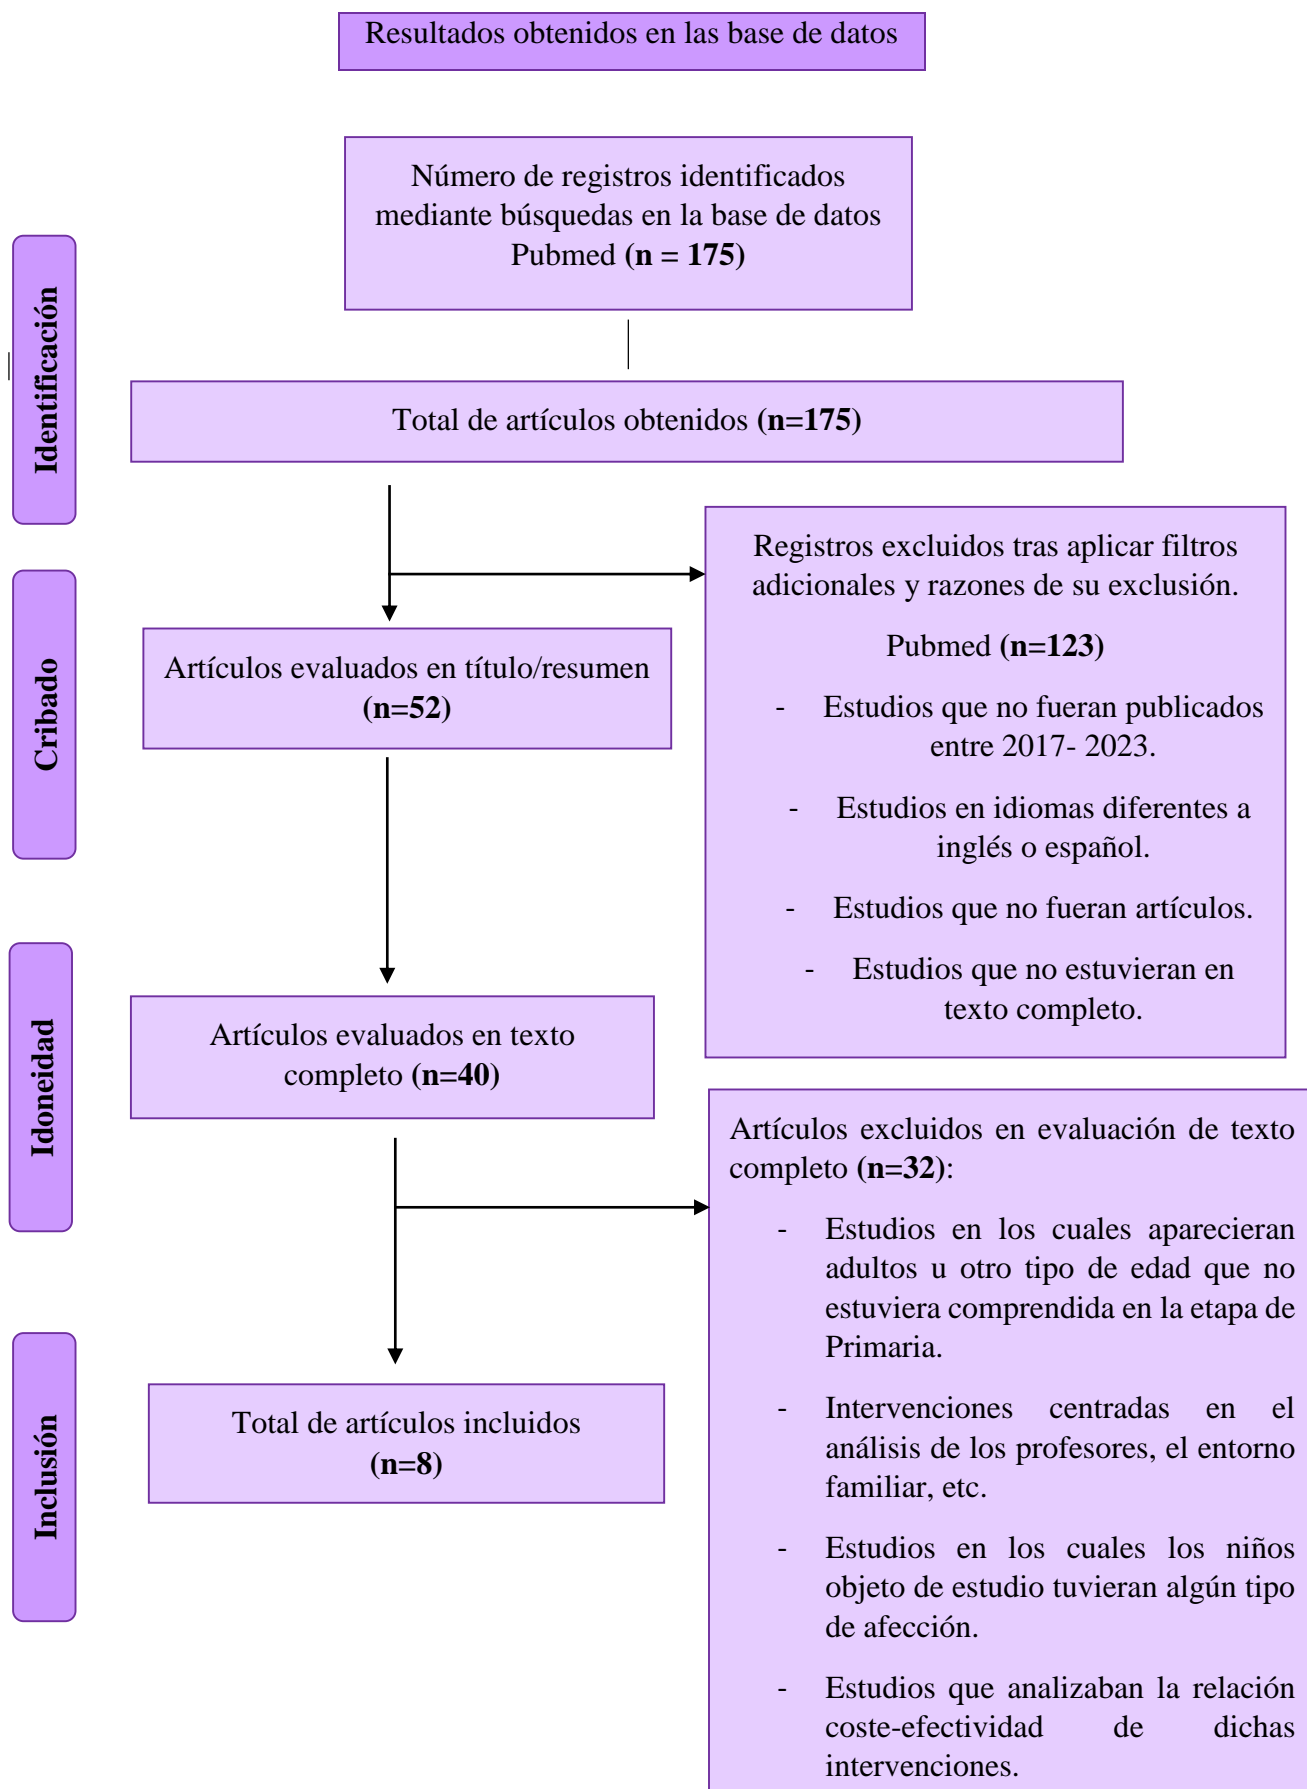 Resultados obtenidos en las base de datos
Número de registros identificados
mediante búsquedas en la base de datos
Pubmed (n = 175)
Identificación
Total de artículos obtenidos (n=175)
Registros excluidos tras aplicar filtros
adicionales y razones de su exclusión.
Pubmed (n=123)
- Estudios que no fueran publicados
entre 2017- 2023.
- Estudios en idiomas diferentes a
inglés o español.
- Estudios que no fueran artículos.
- Estudios que no estuvieran en
texto completo.
Cribado
Artículos evaluados en título/resumen
(n=52)
Idoneidad
Artículos evaluados en texto
completo (n=40)
Artículos excluidos en evaluación de texto
completo (n=32):
- Estudios en los cuales aparecieran
adultos u otro tipo de edad que no
estuviera comprendida en la etapa de
Primaria.
- Intervenciones centradas en el
análisis de los profesores, el entorno
familiar, etc.
- Estudios en los cuales los niños
objeto de estudio tuvieran algún tipo
de afección.
- Estudios que analizaban la relación
coste-efectividad de dichas
intervenciones.
Inclusión
Total de artículos incluidos
(n=8)